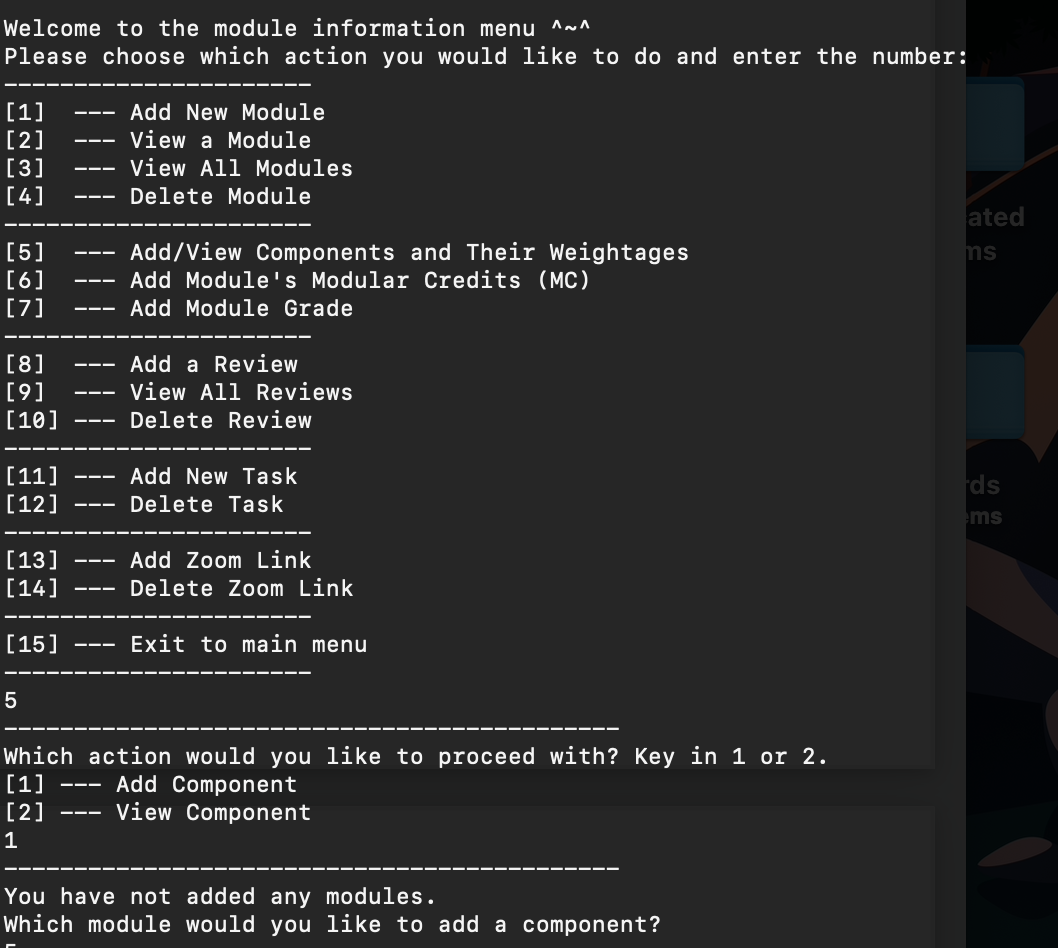 Welcome to the module information menu ^~^
Please choose which action you would like to do and enter the number:
----------------------
[1]  --- Add New Module
[2]  --- View a Module
[3]  --- View All Modules
[4]  --- Delete Module
----------------------
[5]  --- Add/View Components and Their Weightages
[6]  --- Add Module's Modular Credits (MC)
[7]  --- Add Module Grade
----------------------
[8]  --- Add a Review
[9]  --- View All Reviews
[10] --- Delete Review
----------------------
[11] --- Add New Task
[12] --- Delete Task
----------------------
[13] --- Add Zoom Link
[14] --- Delete Zoom Link
----------------------
[15] --- Exit to main menu
----------------------
5
--------------------------------------------
Which action would you like to proceed with? Key in 1 or 2.
[1] --- Add Component
[2] --- View Component
1
--------------------------------------------
You have not added any modules.
Which module would you like to add a component?